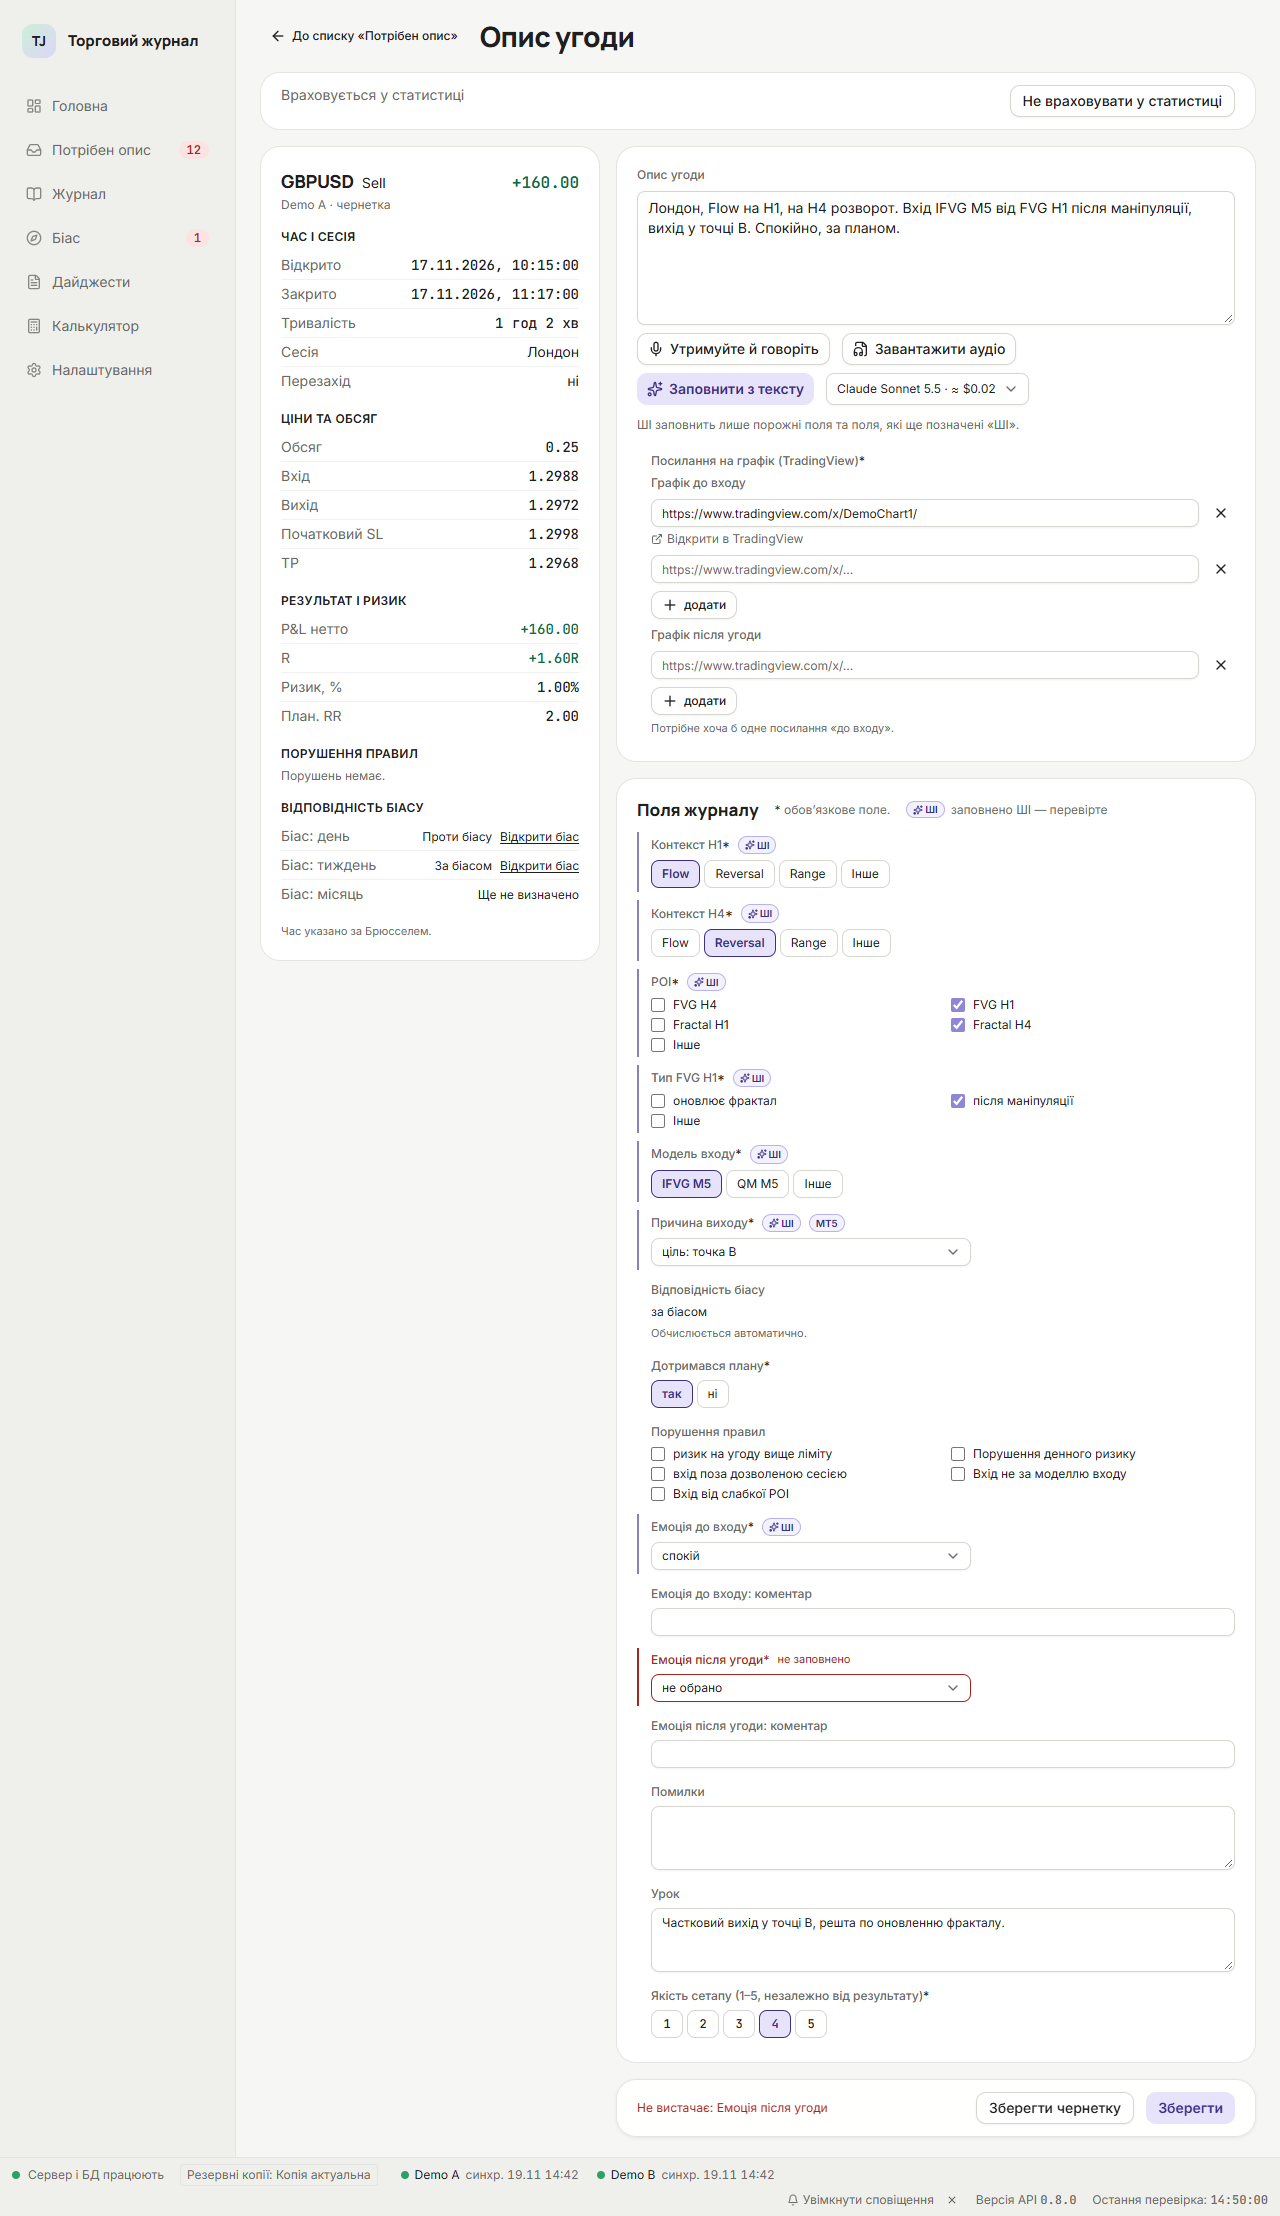 TJ Торговий журнал
Головна
Потрібен опис 12
Журнал
Біас 1
Дайджести
Калькулятор
Налаштування
До списку «Потрібен опис» Опис угоди
Враховується у статистиці Не враховувати у статистиці
GBPUSD Sell +160.00
Demo A · чернетка
ЧАС І СЕСІЯ
Відкрито 17.11.2026, 10:15:00
Закрито 17.11.2026, 11:17:00
Тривалість 1 год 2 хв
Сесія Лондон
Перезахід ні
ЦІНИ ТА ОБСЯГ
Обсяг 0.25
Вхід 1.2988
Вихід 1.2972
Початковий SL 1.2998
TP 1.2968
РЕЗУЛЬТАТ І РИЗИК
P&L нетто +160.00
R +1.60R
Ризик, % 1.00%
План. RR 2.00
ПОРУШЕННЯ ПРАВИЛ
Порушень немає.
ВІДПОВІДНІСТЬ БІАСУ
Біас: день Проти біасу Відкрити біас
Біас: тиждень За біасом Відкрити біас
Біас: місяць Ще не визначено
Час указано за Брюсселем.
Опис угоди
Лондон, Flow на H1, на H4 розворот. Вхід IFVG M5 від FVG H1 після маніпуляції,
вихід у точці B. Спокійно, за планом.
Утримуйте й говоріть Завантажити аудіо
Заповнити з тексту Claude Sonnet 5.5 · ≈ $0.02
ШІ заповнить лише порожні поля та поля, які ще позначені «ШІ».
Посилання на графік (TradingView)*
Графік до входу
https://www.tradingview.com/x/DemoChart1/
Відкрити в TradingView
https://www.tradingview.com/x/...
додати
Графік після угоди
https://www.tradingview.com/x/...
додати
Потрібне хоча б одне посилання «до входу».
Поля журналу * обов’язкове поле. ШІ заповнено ШІ — перевірте
Контекст H1* ШІ
Flow Reversal Range Інше
Контекст H4* ШІ
Flow Reversal Range Інше
POI* ШІ
FVG H4 FVG H1
Fractal H1 Fractal H4
Інше
Тип FVG H1* ШІ
оновлює фрактал після маніпуляції
Інше
Модель входу* ШІ
IFVG M5 QM M5 Інше
Причина виходу* ШІ MT5
ціль: точка B
Відповідність біасу
за біасом
Обчислюється автоматично.
Дотримався плану*
так ні
Порушення правил
ризик на угоду вище ліміту Порушення денного ризику
вхід поза дозволеною сесією Вхід не за моделлю входу
Вхід від слабкої POI
Емоція до входу* ШІ
спокій
Емоція до входу: коментар
Емоція після угоди* не заповнено
не обрано
Емоція після угоди: коментар
Помилки
Урок
Частковий вихід у точці B, решта по оновленню фракталу.
Якість сетапу (1–5, незалежно від результату)*
1 2 3 4 5
Не вистачає: Емоція після угоди Зберегти чернетку Зберегти
Сервер і БД працюють Резервні копії: Копія актуальна Demo A синхр. 19.11 14:42 Demo B синхр. 19.11 14:42
Увімкнути сповіщення Версія API 0.8.0 Остання перевірка: 14:50:00